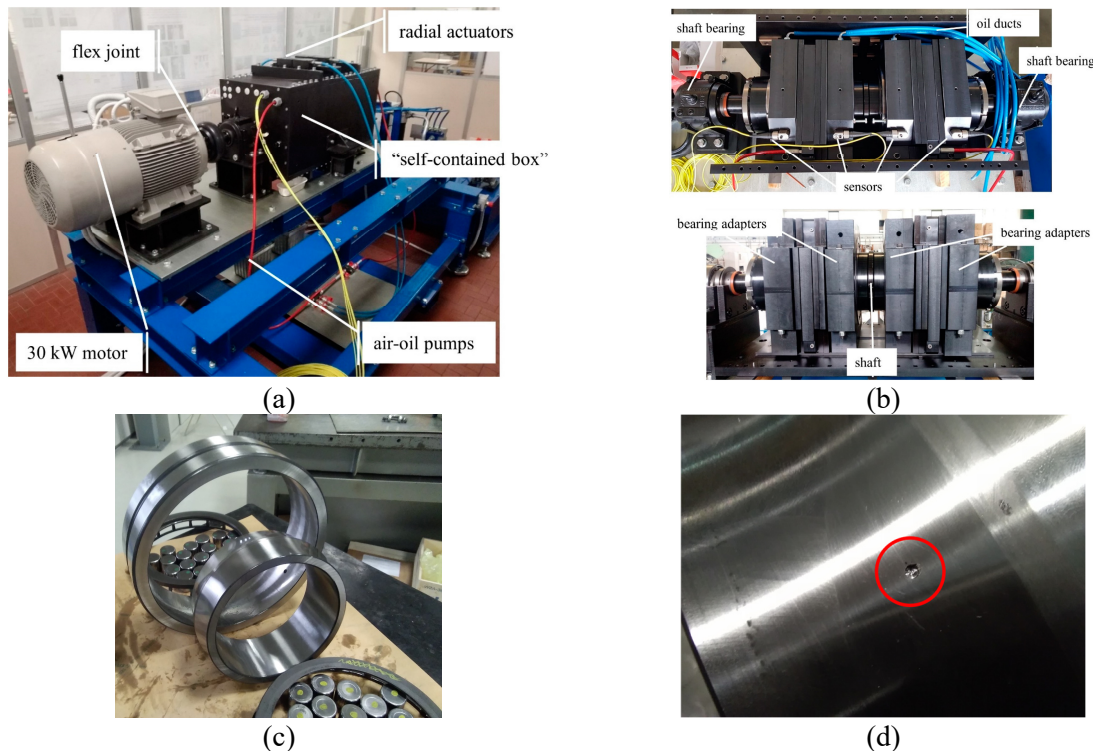 radial actuators
flex joint
“self-contained box”
30 kW motor
air-oil pumps
(a)
shaft bearing
oil ducts
shaft bearing
sensors
bearing adapters
bearing adapters
shaft
(b)
(c)
(d)